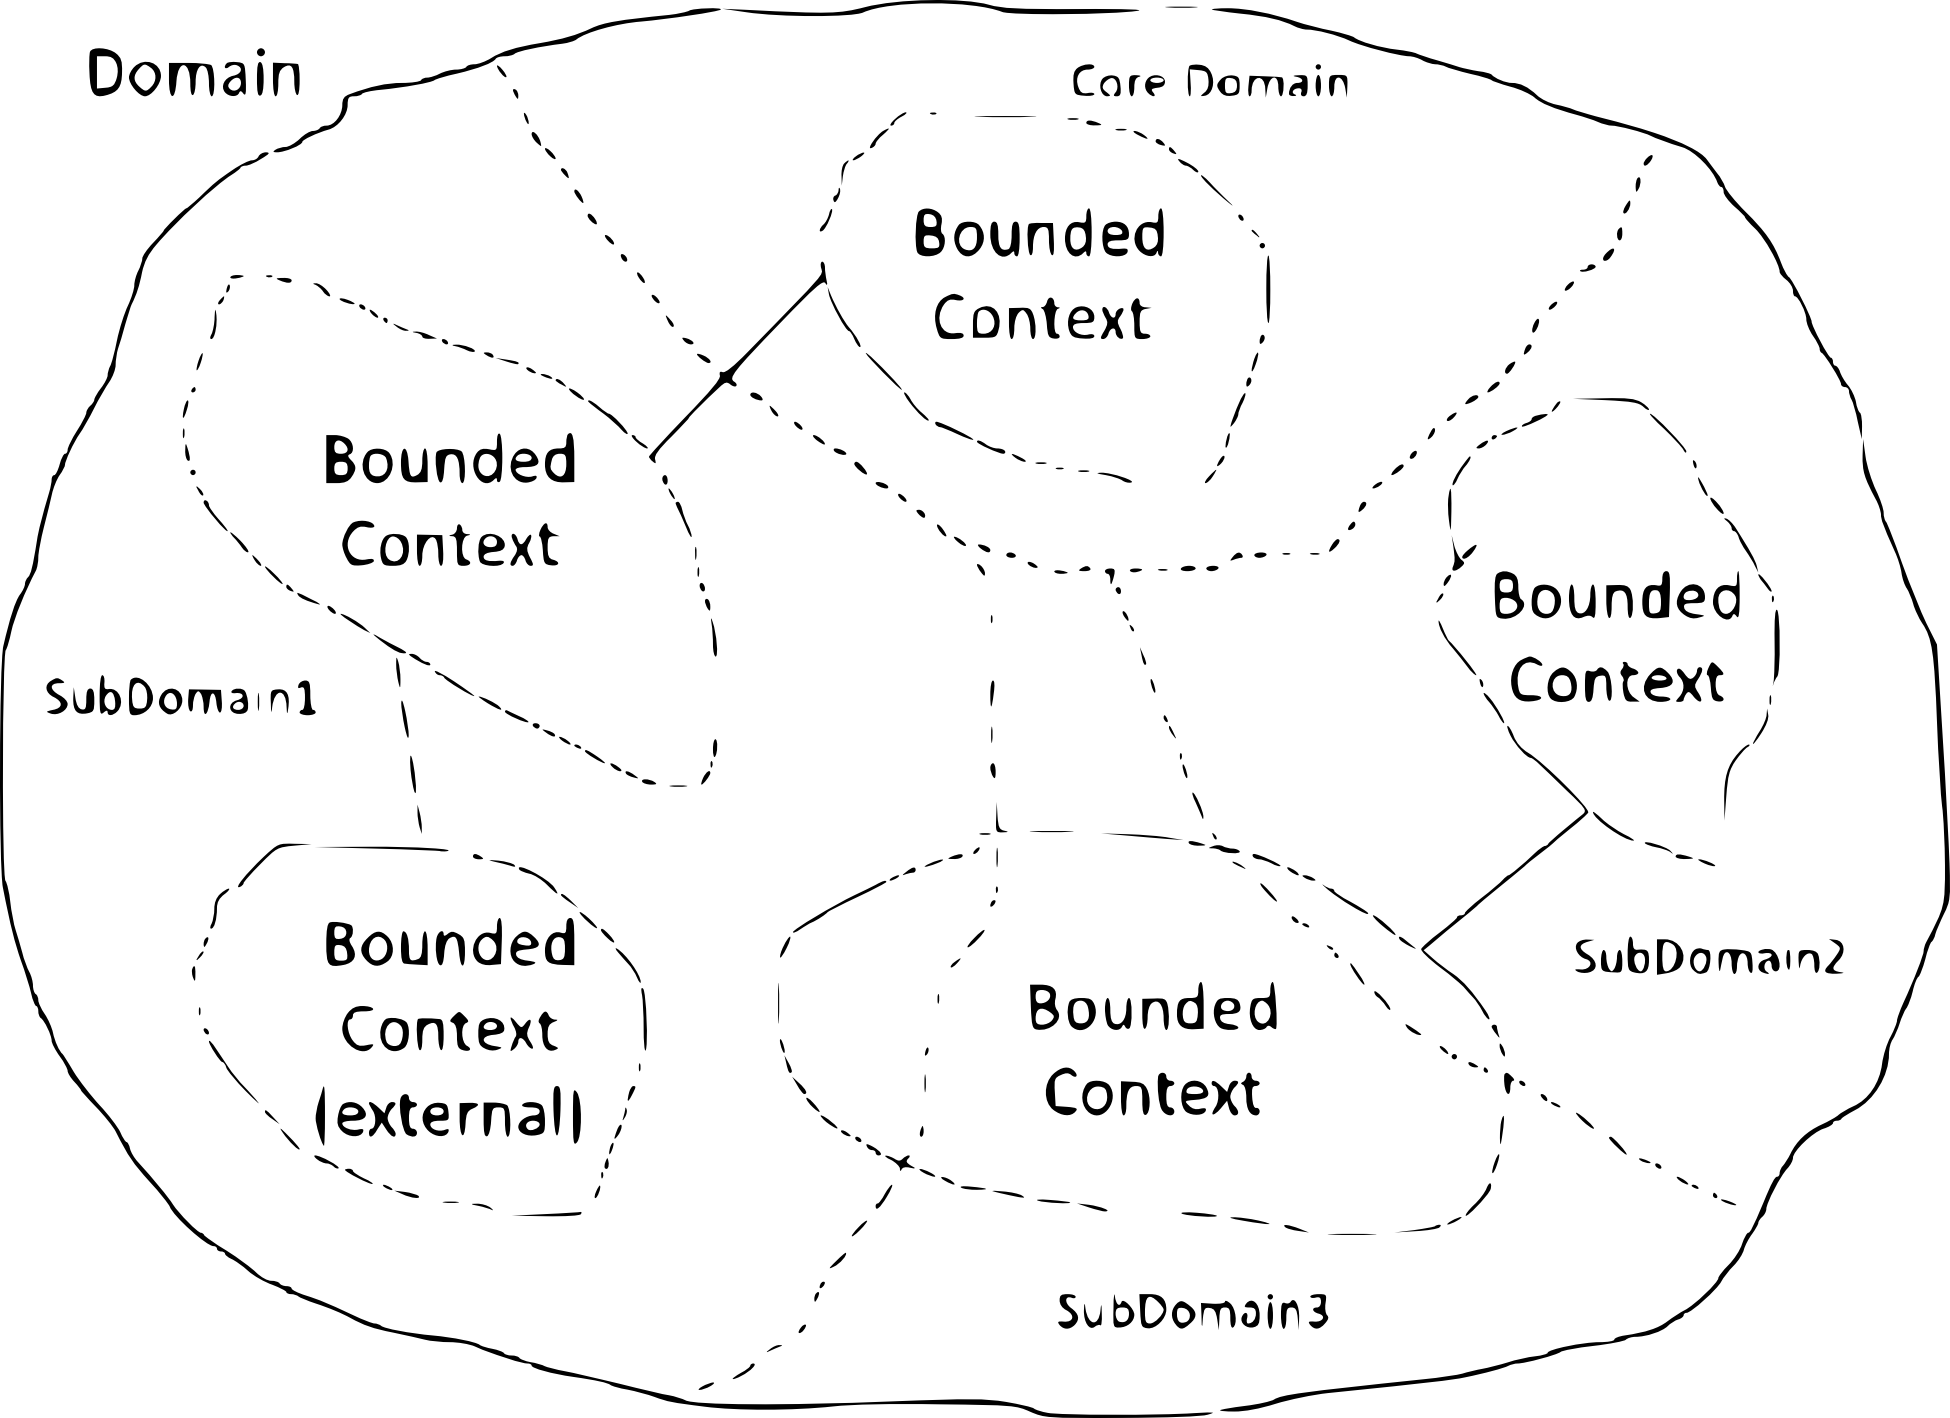 Domain
Core Domain
Bounded
Context
Bounded
Context
Bounded
Context
SubDomain1
Bounded
Context
(external)
Bounded
Context
SubDomain2
SubDomain3